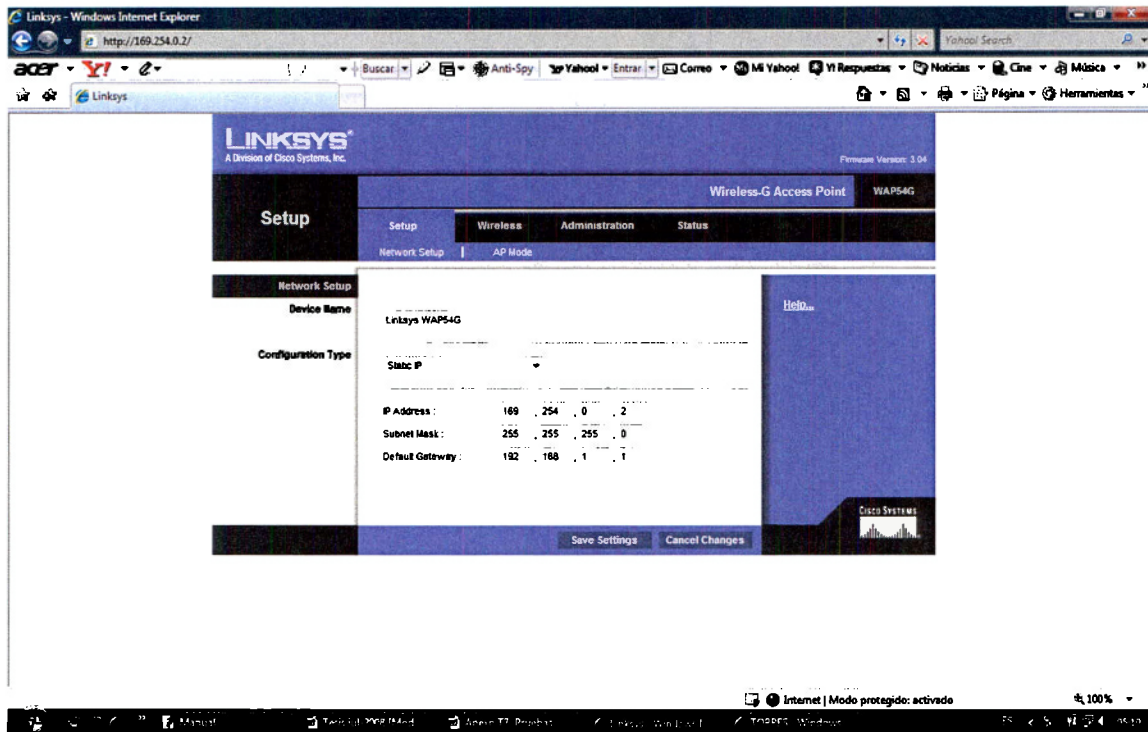 Linksys - Windows Internet Explorer
http://169.254.0.2/
Yahoo! Search
acer Y! Buscar Anti-Spy Yahoo! Entrar Correo Mi Yahoo! Y! Respuestas Noticias Cine Música »
Linksys
Página Herramientas »
LINKSYS®
A Division of Cisco Systems, Inc.
Firmware Version: 3.04
Wireless-G Access Point WAP54G
Setup
Setup Wireless Administration Status
Network Setup | AP Mode
Network Setup
Device Name
Linksys WAP54G
Help...
Configuration Type
Static IP
IP Address : 169 . 254 . 0 . 2
Subnet Mask : 255 . 255 . 255 . 0
Default Gateway : 192 . 168 . 1 . 1
CISCO SYSTEMS
Save Settings Cancel Changes
Internet | Modo protegido: activado 100%
Manual TORRES Windows ES